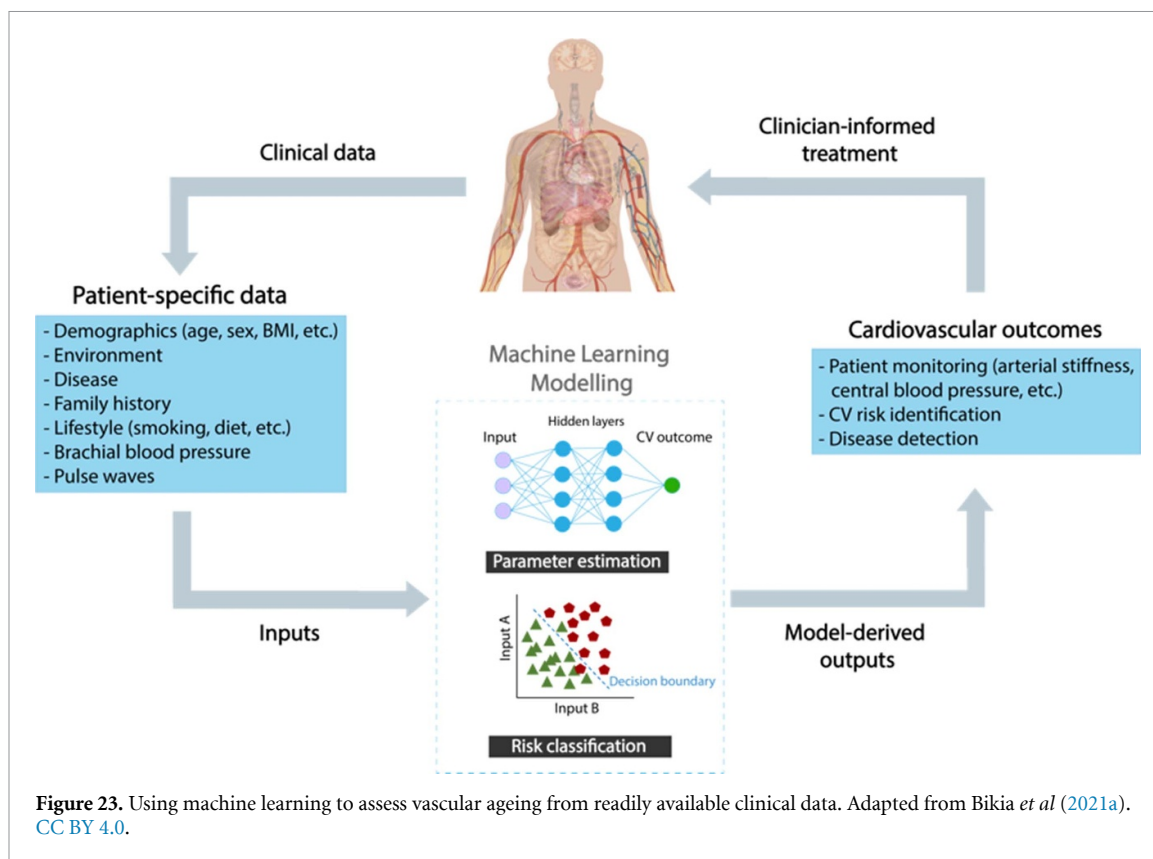 Clinical data
Clinician-informed
treatment
Patient-specific data
- Demographics (age, sex, BMI, etc.)
- Environment
- Disease
- Family history
- Lifestyle (smoking, diet, etc.)
- Brachial blood pressure
- Pulse waves
Inputs
Machine Learning
Modelling
Hidden layers
Input
CV outcome
Parameter estimation
Input A
Decision boundary
Input B
Risk classification
Cardiovascular outcomes
- Patient monitoring (arterial stiffness,
central blood pressure, etc.)
- CV risk identification
- Disease detection
Model-derived
outputs
Figure 23. Using machine learning to assess vascular ageing from readily available clinical data. Adapted from Bikia et al (2021a).
CC BY 4.0.